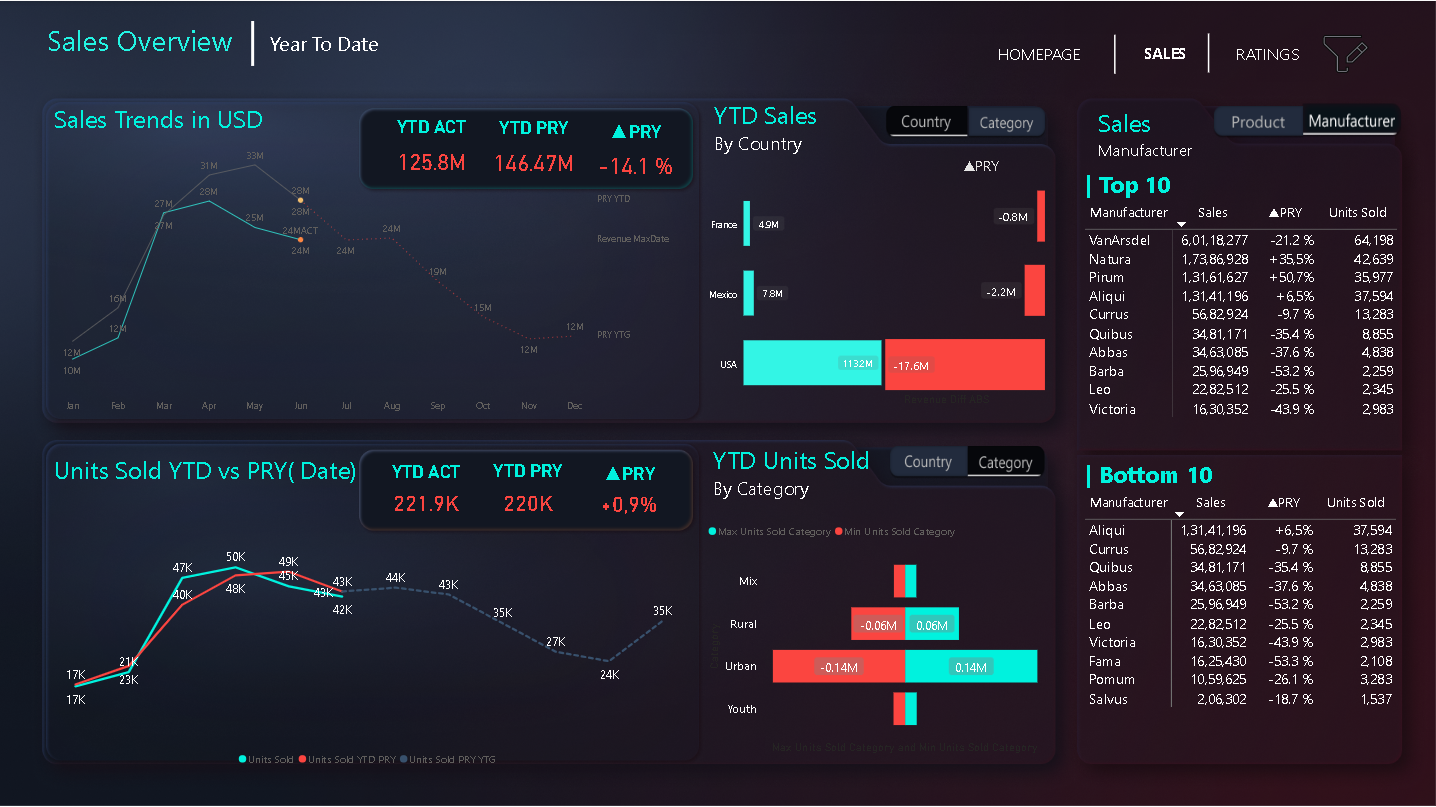 Sales Overview
Year To Date
HOMEPAGE
SALES
RATINGS
Sales Trends in USD
YTD ACT YTD PRY ▲PRY
125.8M 146.47M -14.1 %
33M
31M
28M
28M
27M
27M
25M
28M
24MACT
24M
24M
24M
19M
16M
15M
12M
12M
12M
12M
10M
PRY YTD
Revenue MaxDate
PRY YTG
Jan Feb Mar Apr May Jun Jul Aug Sep Oct Nov Dec
YTD Sales
By Country
Country Category
▲PRY
France 4.9M -0.8M
Mexico 7.8M -2.2M
USA 113.2M -17.6M
Sales
Manufacturer
Product Manufacturer
Top 10
Manufacturer Sales ▲PRY Units Sold
VanArsdel 6,01,18,277 -21.2 % 64,198
Natura 1,73,86,928 +35,5% 42,639
Pirum 1,31,61,627 +50,7% 35,977
Aliqui 1,31,41,196 +6,5% 37,594
Currus 56,82,924 -9.7 % 13,283
Quibus 34,81,171 -35.4 % 8,855
Abbas 34,63,085 -37.6 % 4,838
Barba 25,96,949 -53.2 % 2,259
Leo 22,82,512 -25.5 % 2,345
Victoria 16,30,352 -43.9 % 2,983
Units Sold YTD vs PRY( Date)
YTD ACT YTD PRY ▲PRY
221.9K 220K +0,9%
50K
49K
47K
45K
48K
43K
44K
43K
43K
40K
42K
35K
35K
27K
24K
21K
23K
17K
17K
Units Sold Units Sold YTD PRY Units Sold PRY YTG
YTD Units Sold
By Category
Country Category
Max Units Sold Category Min Units Sold Category
Mix
Rural -0.06M 0.06M
Urban -0.14M 0.14M
Youth
Max Units Sold Category and Min Units Sold Category
Bottom 10
Manufacturer Sales ▲PRY Units Sold
Aliqui 1,31,41,196 +6,5% 37,594
Currus 56,82,924 -9.7 % 13,283
Quibus 34,81,171 -35.4 % 8,855
Abbas 34,63,085 -37.6 % 4,838
Barba 25,96,949 -53.2 % 2,259
Leo 22,82,512 -25.5 % 2,345
Victoria 16,30,352 -43.9 % 2,983
Fama 16,25,430 -53.3 % 2,108
Pomum 10,59,625 -26.1 % 3,283
Salvus 2,06,302 -18.7 % 1,537